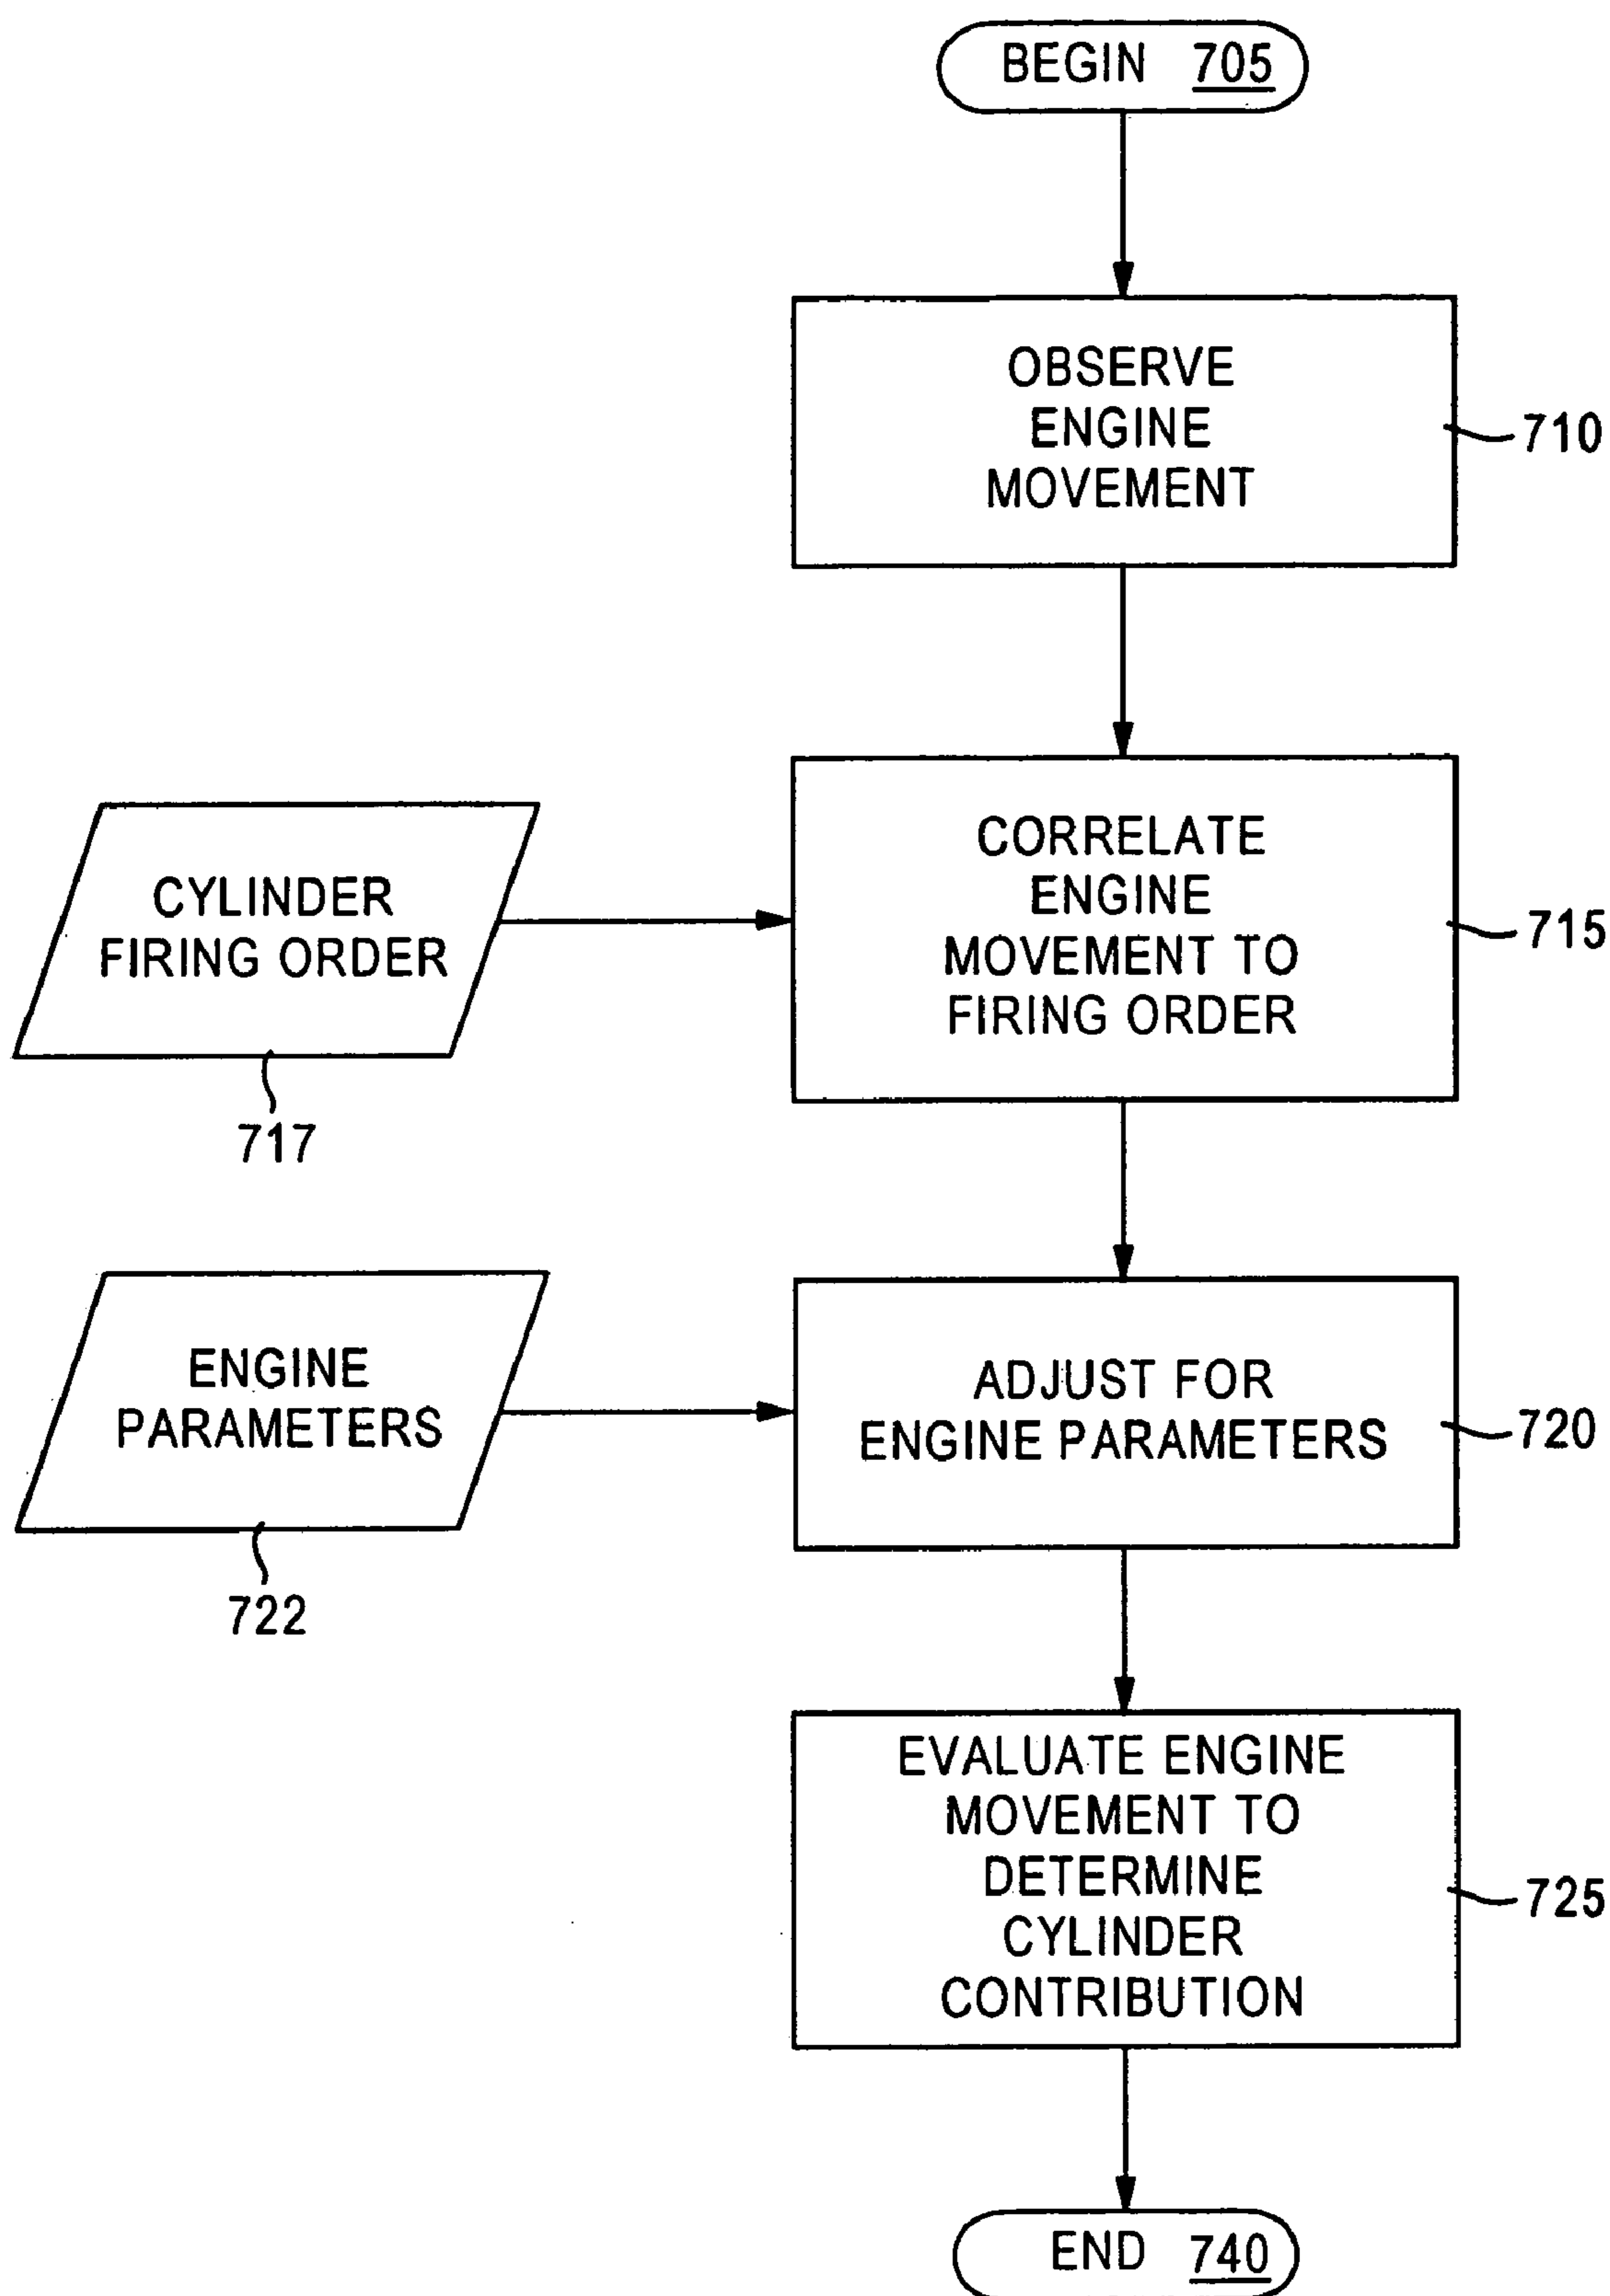 BEGIN 705
OBSERVE
ENGINE
MOVEMENT
710
CORRELATE
ENGINE
MOVEMENT TO
FIRING ORDER
715
CYLINDER
FIRING ORDER
717
ENGINE
PARAMETERS
722
ADJUST FOR
ENGINE PARAMETERS
720
EVALUATE ENGINE
MOVEMENT TO
DETERMINE
CYLINDER
CONTRIBUTION
725
END 740